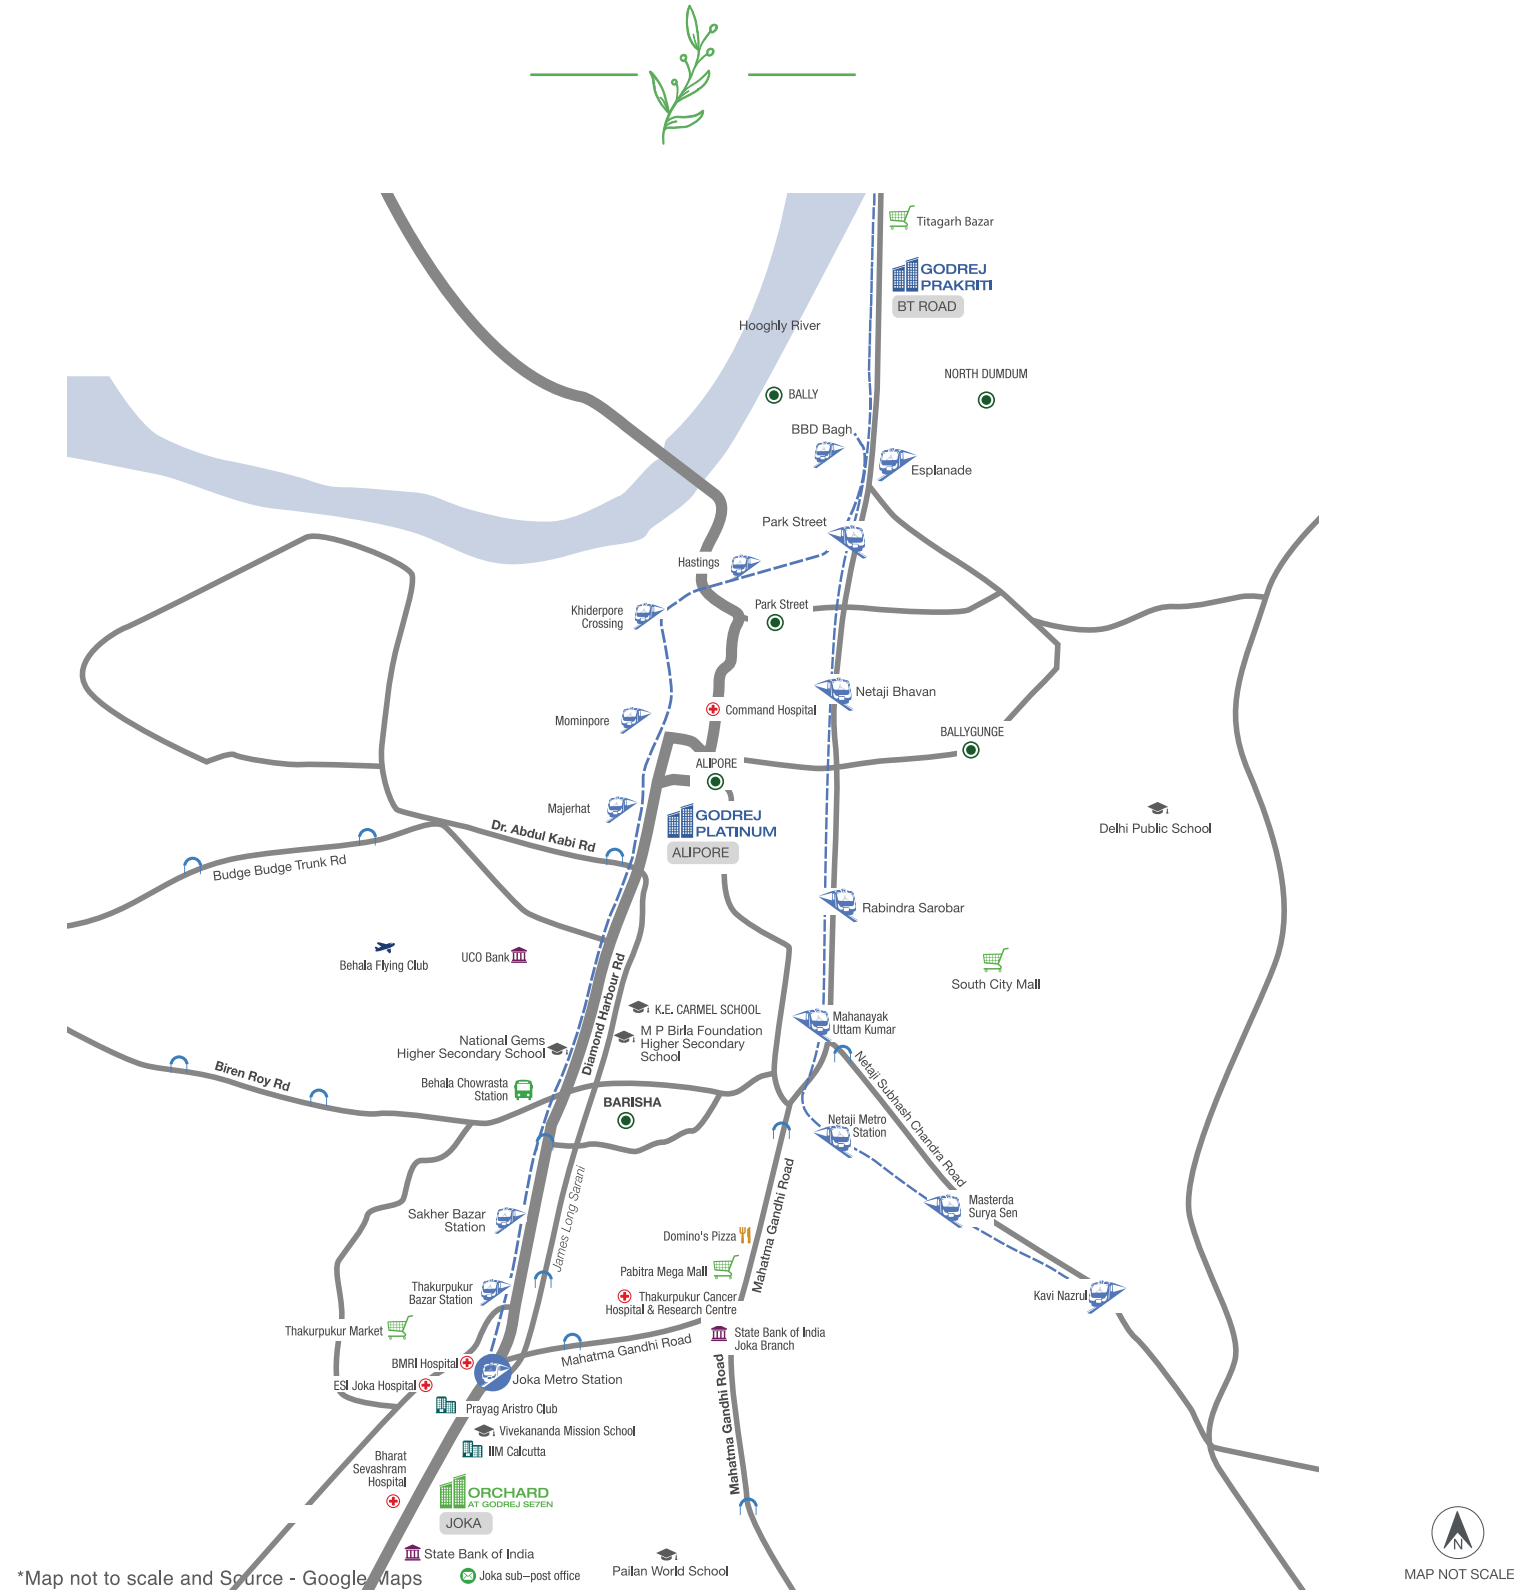 Titagarh Bazar
GODREJ
PRAKRITI
BT ROAD
Hooghly River
NORTH DUMDUM
BALLY
BBD Bagh
Esplanade
Park Street
Hastings
Khiderpore
Crossing
Park Street
Netaji Bhavan
Command Hospital
Mominpore
BALLYGUNGE
ALIPORE
Majerhat
GODREJ
PLATINUM
ALIPORE
Dr. Abdul Kabi Rd
Delhi Public School
Budge Budge Trunk Rd
Rabindra Sarobar
UCO Bank
Behala Flying Club
Diamond Harbour Rd
South City Mall
K.E. CARMEL SCHOOL
Mahanayak
Uttam Kumar
M P Birla Foundation
Higher Secondary
School
National Gems
Higher Secondary School
Biren Roy Rd
Behala Chowrasta
Station
BARISHA
Netaji Subhash Chandra Road
Netaji Metro
Station
Mahatma Gandhi Road
James Long Sarani
Masterda
Surya Sen
Sakher Bazar
Station
Domino's Pizza
Pabitra Mega Mall
Thakurpukur
Bazar Station
Thakurpukur Cancer
Hospital & Research Centre
Kavi Nazrul
Thakurpukur Market
State Bank of India
Joka Branch
Mahatma Gandhi Road
BMRI Hospital
Joka Metro Station
ESI Joka Hospital
Mahatma Gandhi Road
Prayag Aristro Club
Vivekananda Mission School
IIM Calcutta
Bharat
Sevashram
Hospital
ORCHARD
AT GODREJ SE7EN
JOKA
State Bank of India
Joka sub-post office
Pailan World School
*Map not to scale and Source - Google Maps
N
MAP NOT SCALE